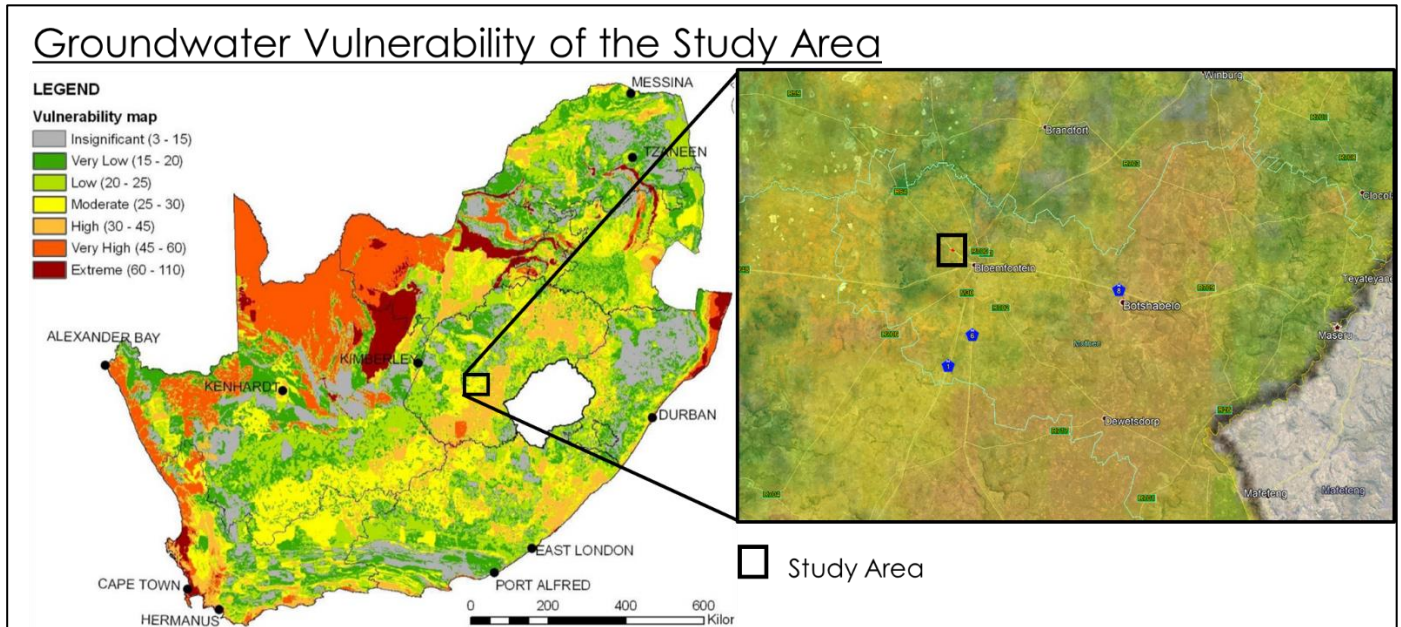 Groundwater Vulnerability of the Study Area
LEGEND
Vulnerability map
Insignificant (3 - 15)
Very Low (15 - 20)
Low (20 - 25)
Moderate (25 - 30)
High (30 - 45)
Very High (45 - 60)
Extreme (60 - 110)
MESSINA
TZANEEN
ALEXANDER BAY
KENHARDT
KIMBERLEY
DURBAN
EAST LONDON
PORT ALFRED
CAPE TOWN
HERMANUS
0 200 400 600
Kilor
Winburg
Brandfort
Clocol
Bloemfontein
Botshabelo
Teyateyane
Maseru
Dewetsdorp
Mafeteng
Mafeteng
Study Area